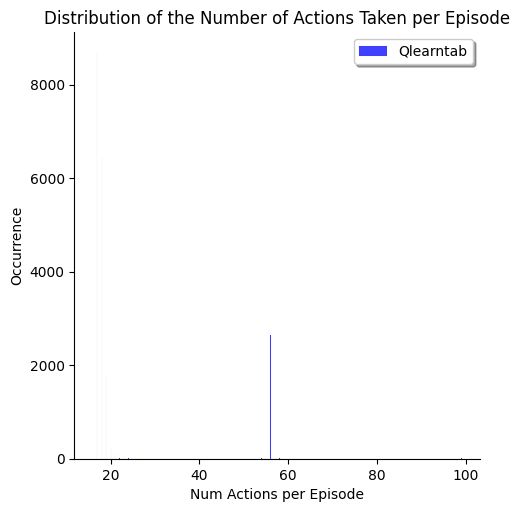 Distribution of the Number of Actions Taken per Episode
Qlearntab
8000
6000
4000
2000
0
Occurrence
20 40 60 80 100
Num Actions per Episode